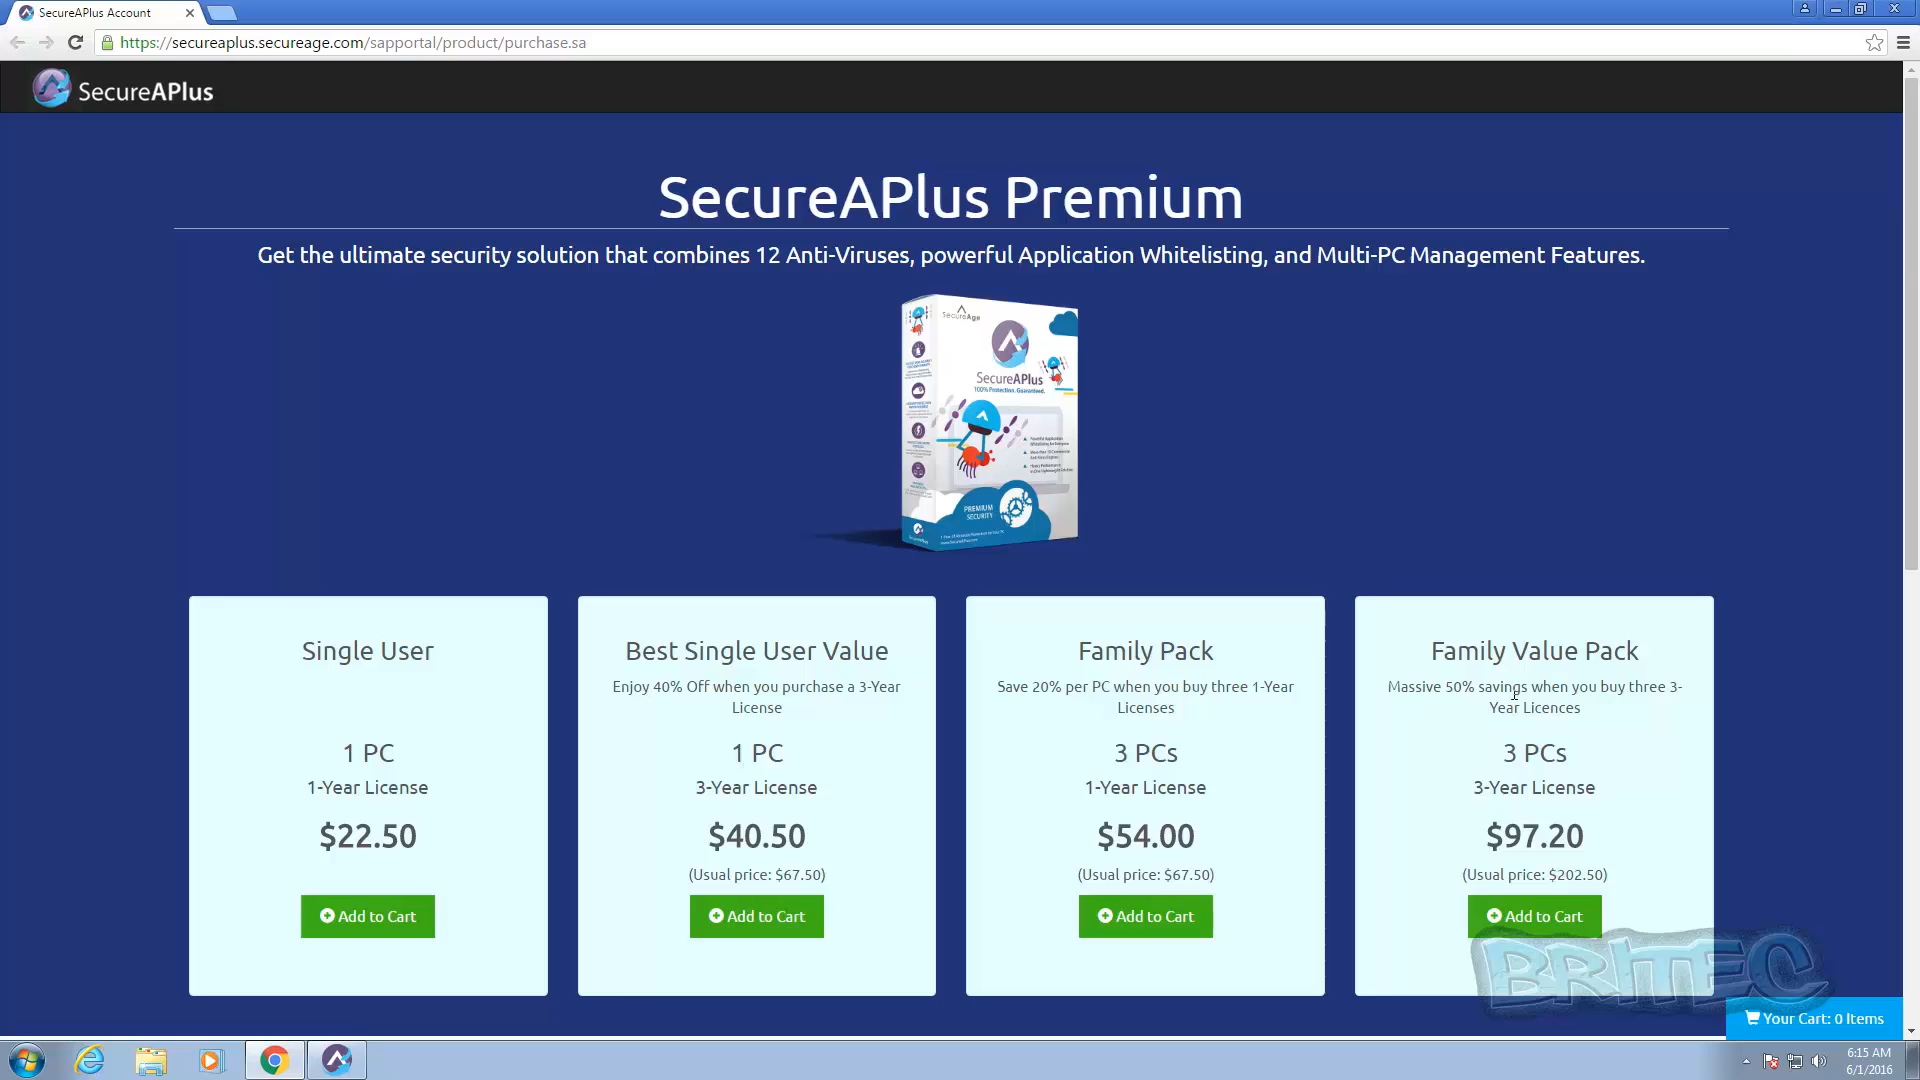 SecureAPlus Account
https://secureaplus.secureage.com/sapportal/product/purchase.sa
SecureAPlus
SecureAPlus Premium
Get the ultimate security solution that combines 12 Anti-Viruses, powerful Application Whitelisting, and Multi-PC Management Features.
SecureAge
SecureAPlus
100% Protection. Guaranteed.
PREMIUM
SECURITY
Single User
1 PC
1-Year License
$22.50
Add to Cart
Best Single User Value
Enjoy 40% Off when you purchase a 3-Year
License
1 PC
3-Year License
$40.50
(Usual price: $67.50)
Add to Cart
Family Pack
Save 20% per PC when you buy three 1-Year
Licenses
3 PCs
1-Year License
$54.00
(Usual price: $67.50)
Add to Cart
Family Value Pack
Massive 50% savings when you buy three 3-
Year Licences
3 PCs
3-Year License
$97.20
(Usual price: $202.50)
Add to Cart
BRITEC
Your Cart: 0 Items
6:15 AM
6/1/2016